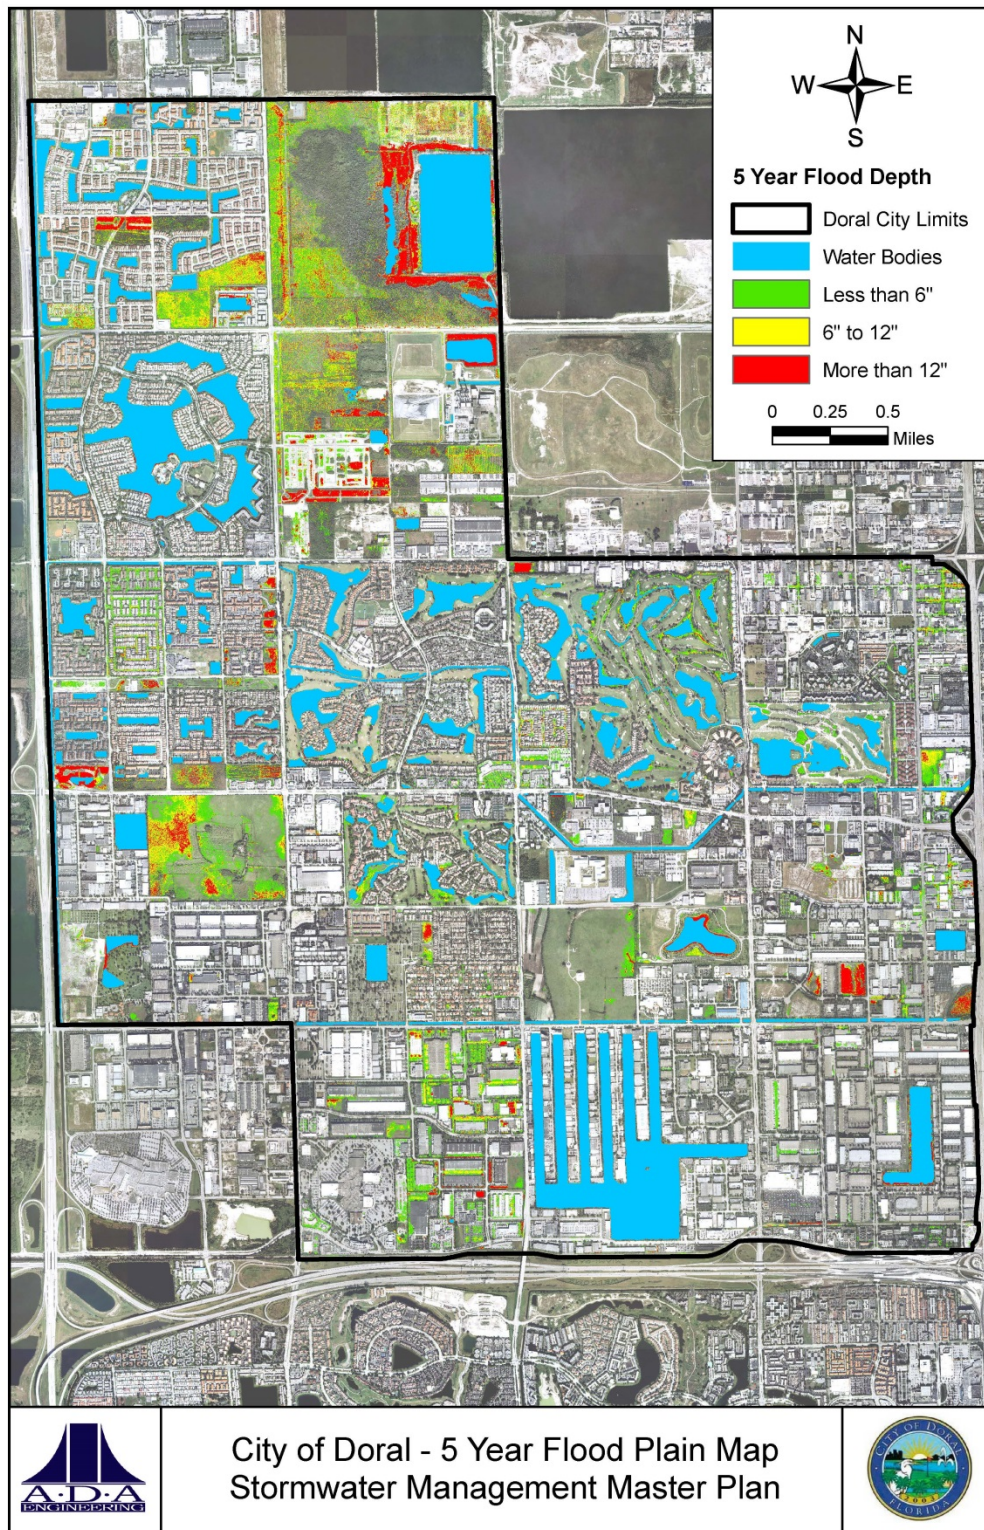 N
W E
S
5 Year Flood Depth
Doral City Limits
Water Bodies
Less than 6"
6" to 12"
More than 12"
0 0.25 0.5
Miles
A·D·A
ENGINEERING
City of Doral - 5 Year Flood Plain Map
Stormwater Management Master Plan
CITY OF DORAL
2003
FLORIDA